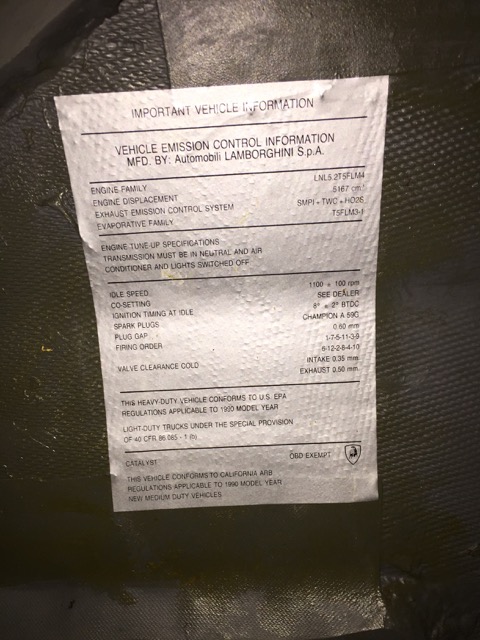 IMPORTANT VEHICLE INFORMATION
VEHICLE EMISSION CONTROL INFORMATION
MFD. BY: Automobili LAMBORGHINI S.p.A.
ENGINE FAMILY LNL5.2T5FLM4
ENGINE DISPLACEMENT 5167 cm³
EXHAUST EMISSION CONTROL SYSTEM SMPI + TWC + HO2S
EVAPORATIVE FAMILY T5FLM3-1
ENGINE TUNE-UP SPECIFICATIONS
TRANSMISSION MUST BE IN NEUTRAL AND AIR
CONDITIONER AND LIGHTS SWITCHED OFF
IDLE SPEED 1100 ± 100 rpm
CO-SETTING SEE DEALER
IGNITION TIMING AT IDLE 8° ± 2° BTDC
SPARK PLUGS CHAMPION A 59G
PLUG GAP 0.60 mm
FIRING ORDER 1-7-5-11-3-9
6-12-2-8-4-10
VALVE CLEARANCE COLD INTAKE 0.35 mm
EXHAUST 0.50 mm
THIS HEAVY-DUTY VEHICLE CONFORMS TO U.S. EPA
REGULATIONS APPLICABLE TO 1990 MODEL YEAR
LIGHT-DUTY TRUCKS UNDER THE SPECIAL PROVISION
OF 40 CFR 86.085 - 1 (b)
CATALYST OBD EXEMPT
THIS VEHICLE CONFORMS TO CALIFORNIA ARB
REGULATIONS APPLICABLE TO 1990 MODEL YEAR
NEW MEDIUM DUTY VEHICLES